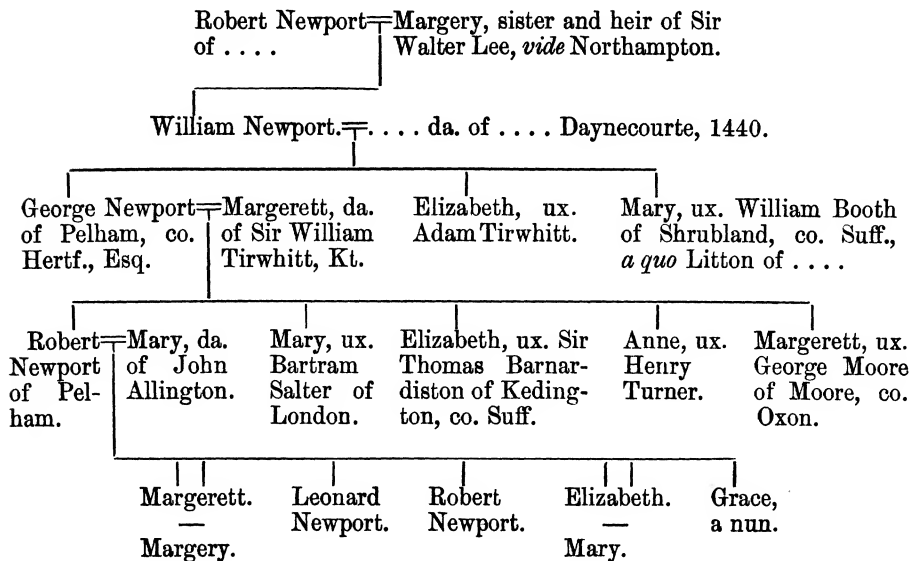 Robert Newport=Margery, sister and heir of Sir
of . . . . Walter Lee, vide Northampton.
William Newport.=. . . . da. of . . . . Daynecourte, 1440.
George Newport=Margerett, da.
of Pelham, co. of Sir William
Hertf., Esq. Tirwhitt, Kt.
Elizabeth, ux.
Adam Tirwhitt.
Mary, ux. William Booth
of Shrubland, co. Suff.,
a quo Litton of . . . .
Robert=Mary, da.
Newport of John
of Pel- Allington.
ham.
Mary, ux.
Bartram
Salter of
London.
Elizabeth, ux. Sir
Thomas Barnar-
diston of Keding-
ton, co. Suff.
Anne, ux.
Henry
Turner.
Margerett, ux.
George Moore
of Moore, co.
Oxon.
Margerett.
—
Margery.
Leonard
Newport.
Robert
Newport.
Elizabeth.
—
Mary.
Grace,
a nun.